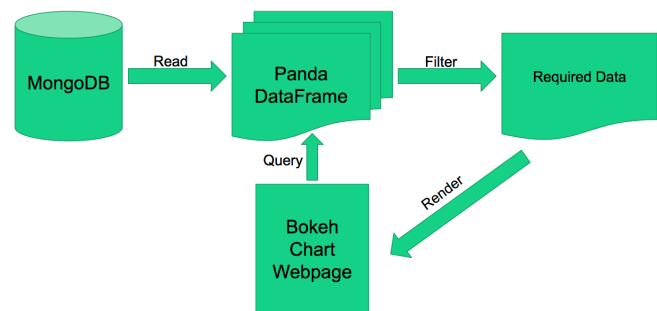 MongoDB
Read
Panda
DataFrame
Filter
Required Data
Query
Render
Bokeh
Chart
Webpage